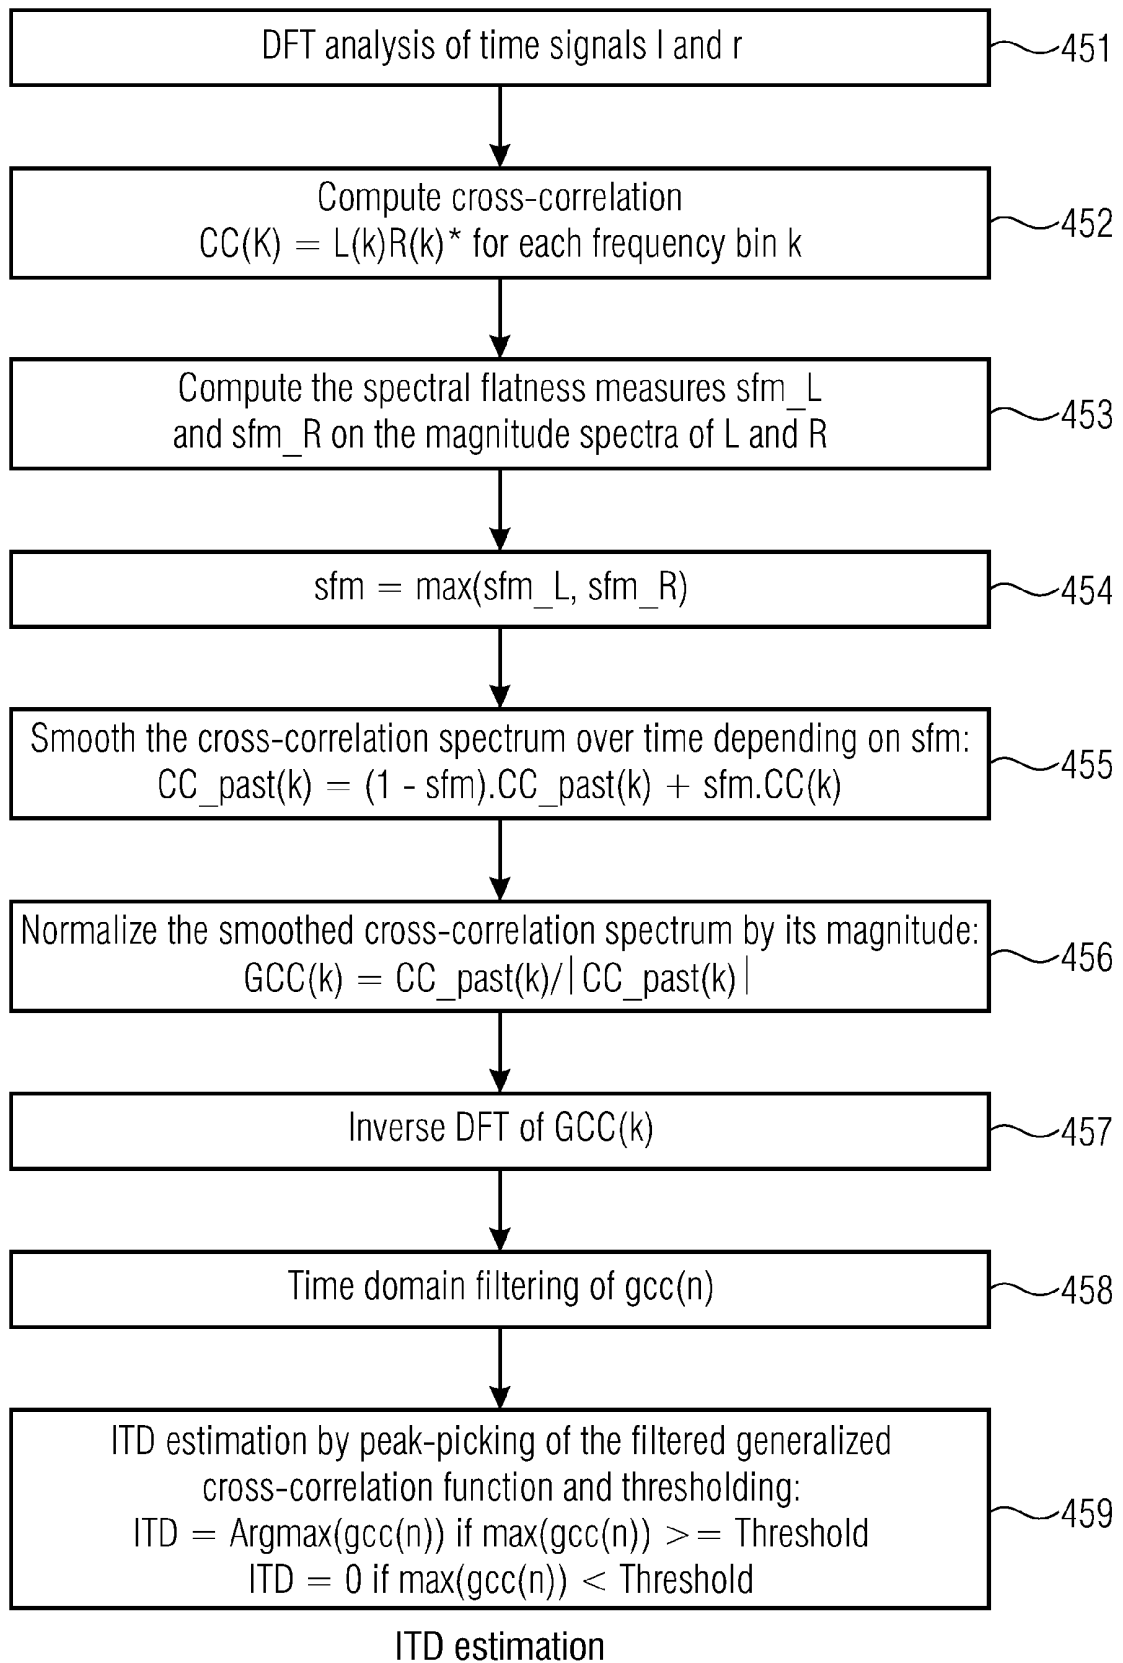 DFT analysis of time signals l and r
451
Compute cross-correlation
CC(K) = L(k)R(k)* for each frequency bin k
452
Compute the spectral flatness measures sfm_L
and sfm_R on the magnitude spectra of L and R
453
sfm = max(sfm_L, sfm_R)
454
Smooth the cross-correlation spectrum over time depending on sfm:
CC_past(k) = (1 - sfm).CC_past(k) + sfm.CC(k)
455
Normalize the smoothed cross-correlation spectrum by its magnitude:
GCC(k) = CC_past(k)/|CC_past(k)|
456
Inverse DFT of GCC(k)
457
Time domain filtering of gcc(n)
458
ITD estimation by peak-picking of the filtered generalized
cross-correlation function and thresholding:
ITD = Argmax(gcc(n)) if max(gcc(n)) >= Threshold
ITD = 0 if max(gcc(n)) < Threshold
459
ITD estimation